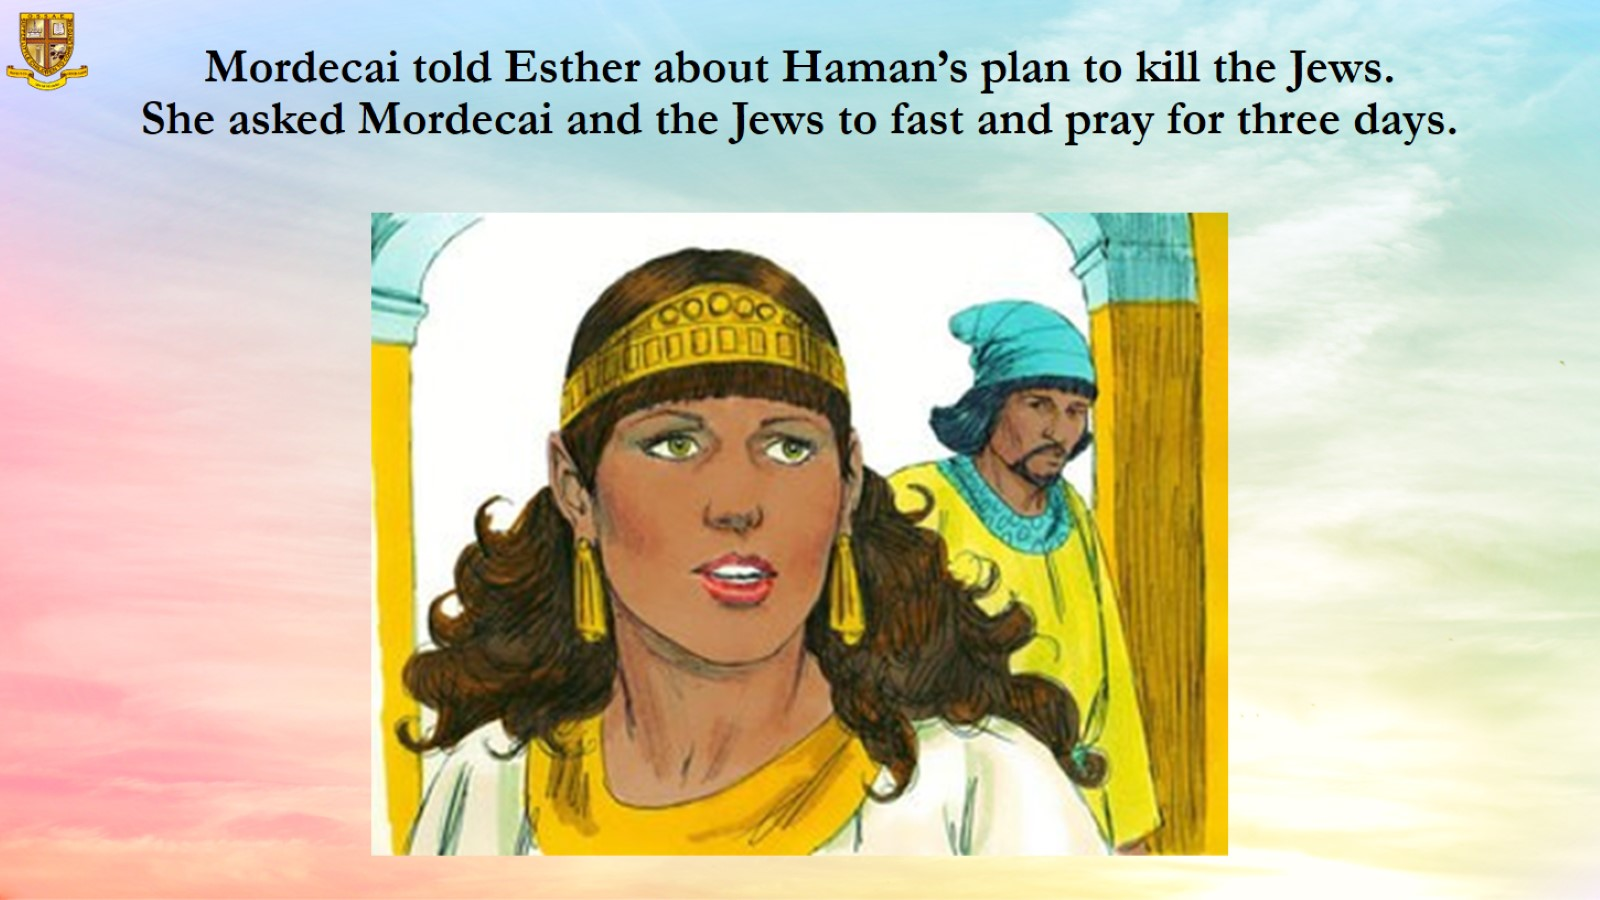 Mordecai told Esther about Haman’s plan to kill the Jews.
She asked Mordecai and the Jews to fast and pray for three days.